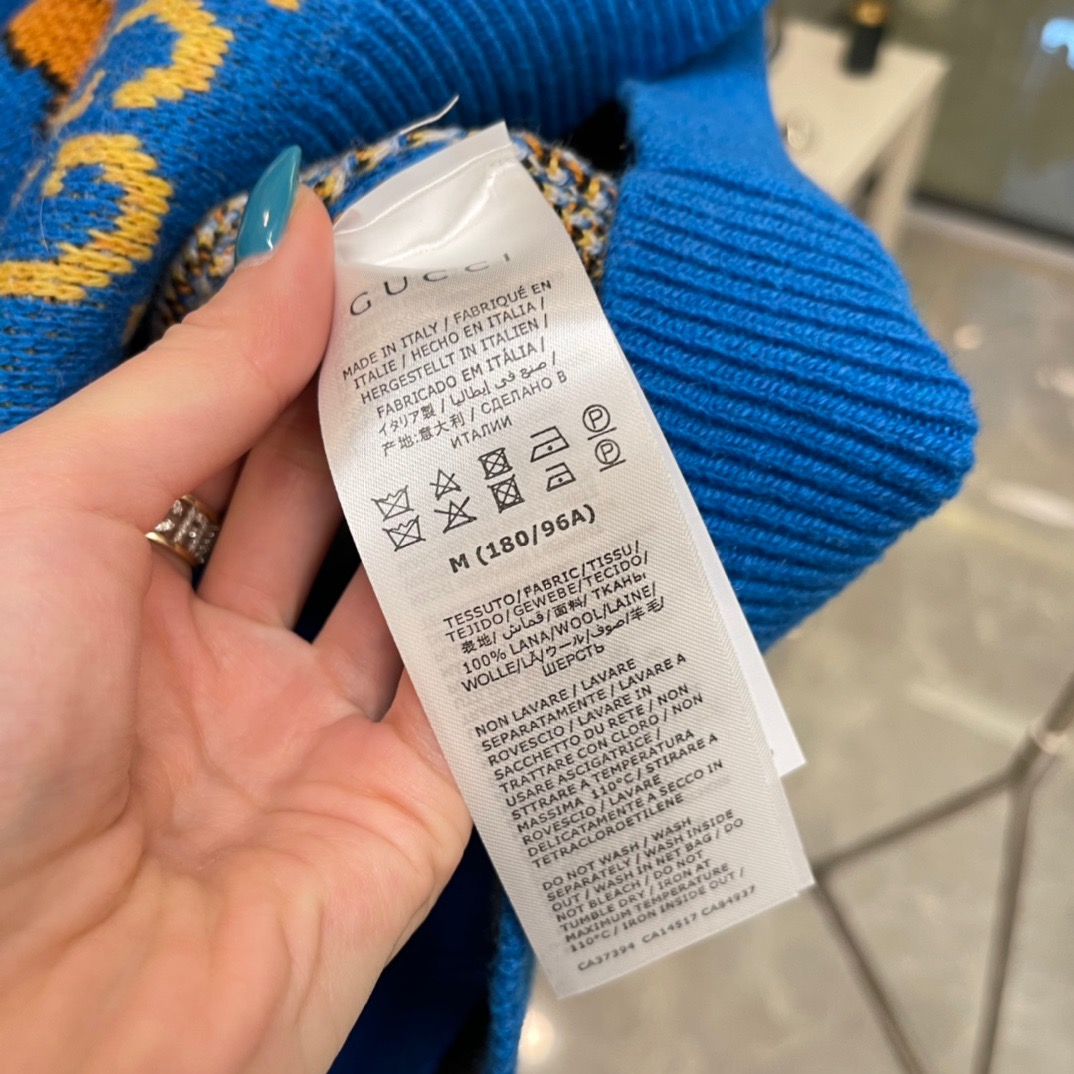 GUCCI
MADE IN ITALY / FABRIQUÉ EN
ITALIE / HECHO EN ITALIA /
HERGESTELLT IN ITALIEN /
FABRICADO EM ITÁLIA /
イタリア製 / صنع في إيطاليا /
产地:意大利 / СДЕЛАНО В
ИТАЛИИ
P
P
M (180/96A)
TESSUTO/FABRIC/TISSU/
TEJIDO/GEWEBE/TECIDO/
表地/ قماش/面料/ ТКАНЬ,
100% LANA/WOOL/LAINE/
WOLLE/LÃ/ウール/صوف/羊毛/
ШЕРСТЬ
NON LAVARE / LAVARE
SEPARATAMENTE / LAVARE A
ROVESCIO / LAVARE IN
SACCHETTO DU RETE / NON
TRATTARE CON CLORO / NON
USARE ASCIGATRICE /
STTRARE A TEMPERATURA
MASSIMA 110°C / STIRARE A
ROVESCIO / LAVARE
DELICATAMENTE A SECCO IN
TETRACLOROETILENE
DO NOT WASH / WASH
SEPARATELY / WASH INSIDE
OUT / WASH IN NET BAG / DO
NOT BLEACH / DO NOT
TUMBLE DRY / IRON AT
MAXIMUM TEMPERATURE
110°C / IRON INSIDE OUT /
CA37394 CA14517 CA84937